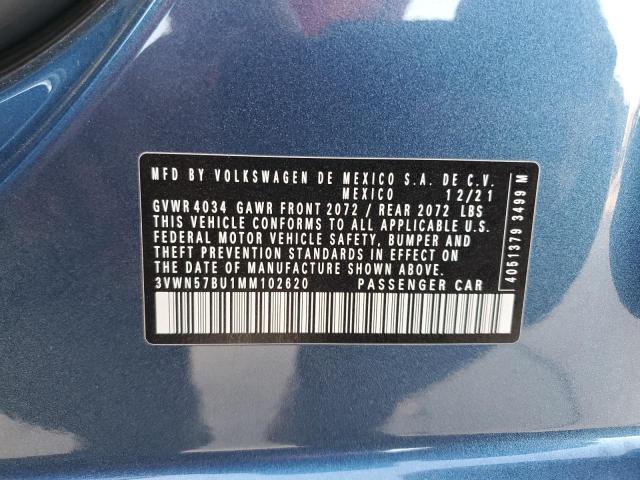 MFD BY VOLKSWAGEN DE MEXICO S.A. DE C.V.
MEXICO 12/21
GVWR 4034 GAWR FRONT 2072 / REAR 2072 LBS
THIS VEHICLE CONFORMS TO ALL APPLICABLE U.S.
FEDERAL MOTOR VEHICLE SAFETY, BUMPER AND
THEFT PREVENTION STANDARDS IN EFFECT ON
THE DATE OF MANUFACTURE SHOWN ABOVE.
3VWN57BU1MM102620 PASSENGER CAR
4051379 3499 M